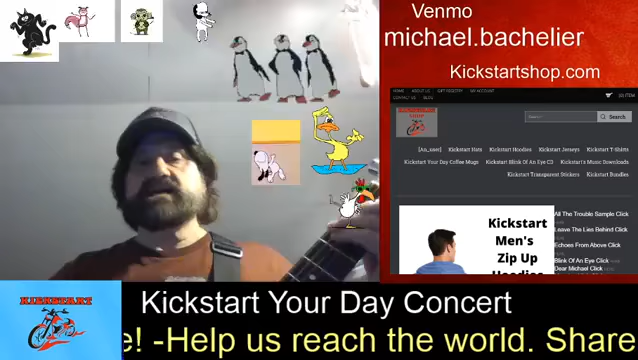 Venmo
michael.bachelier
Kickstartshop.com
HOME ABOUT US GIFT REGISTRY MY ACCOUNT
CONTACT US BLOG
Search
[An_user] Kickstart Hats Kickstart Hoodies Kickstart Jerseys Kickstart T-Shirts
Kickstart Your Day Coffee Mugs Kickstart Blink Of An Eye CD Kickstart's Music Downloads
Kickstart Transparent Stickers Kickstart Bundles
Kickstart
Men's
Zip Up
Hoodies
All The Trouble Sample Click
Leave The Lies Behind Click
Echoes From Above Click
Blink Of An Eye Click
Dear Michael Click
KICKSTART
Kickstart Your Day Concert
e! -Help us reach the world. Share